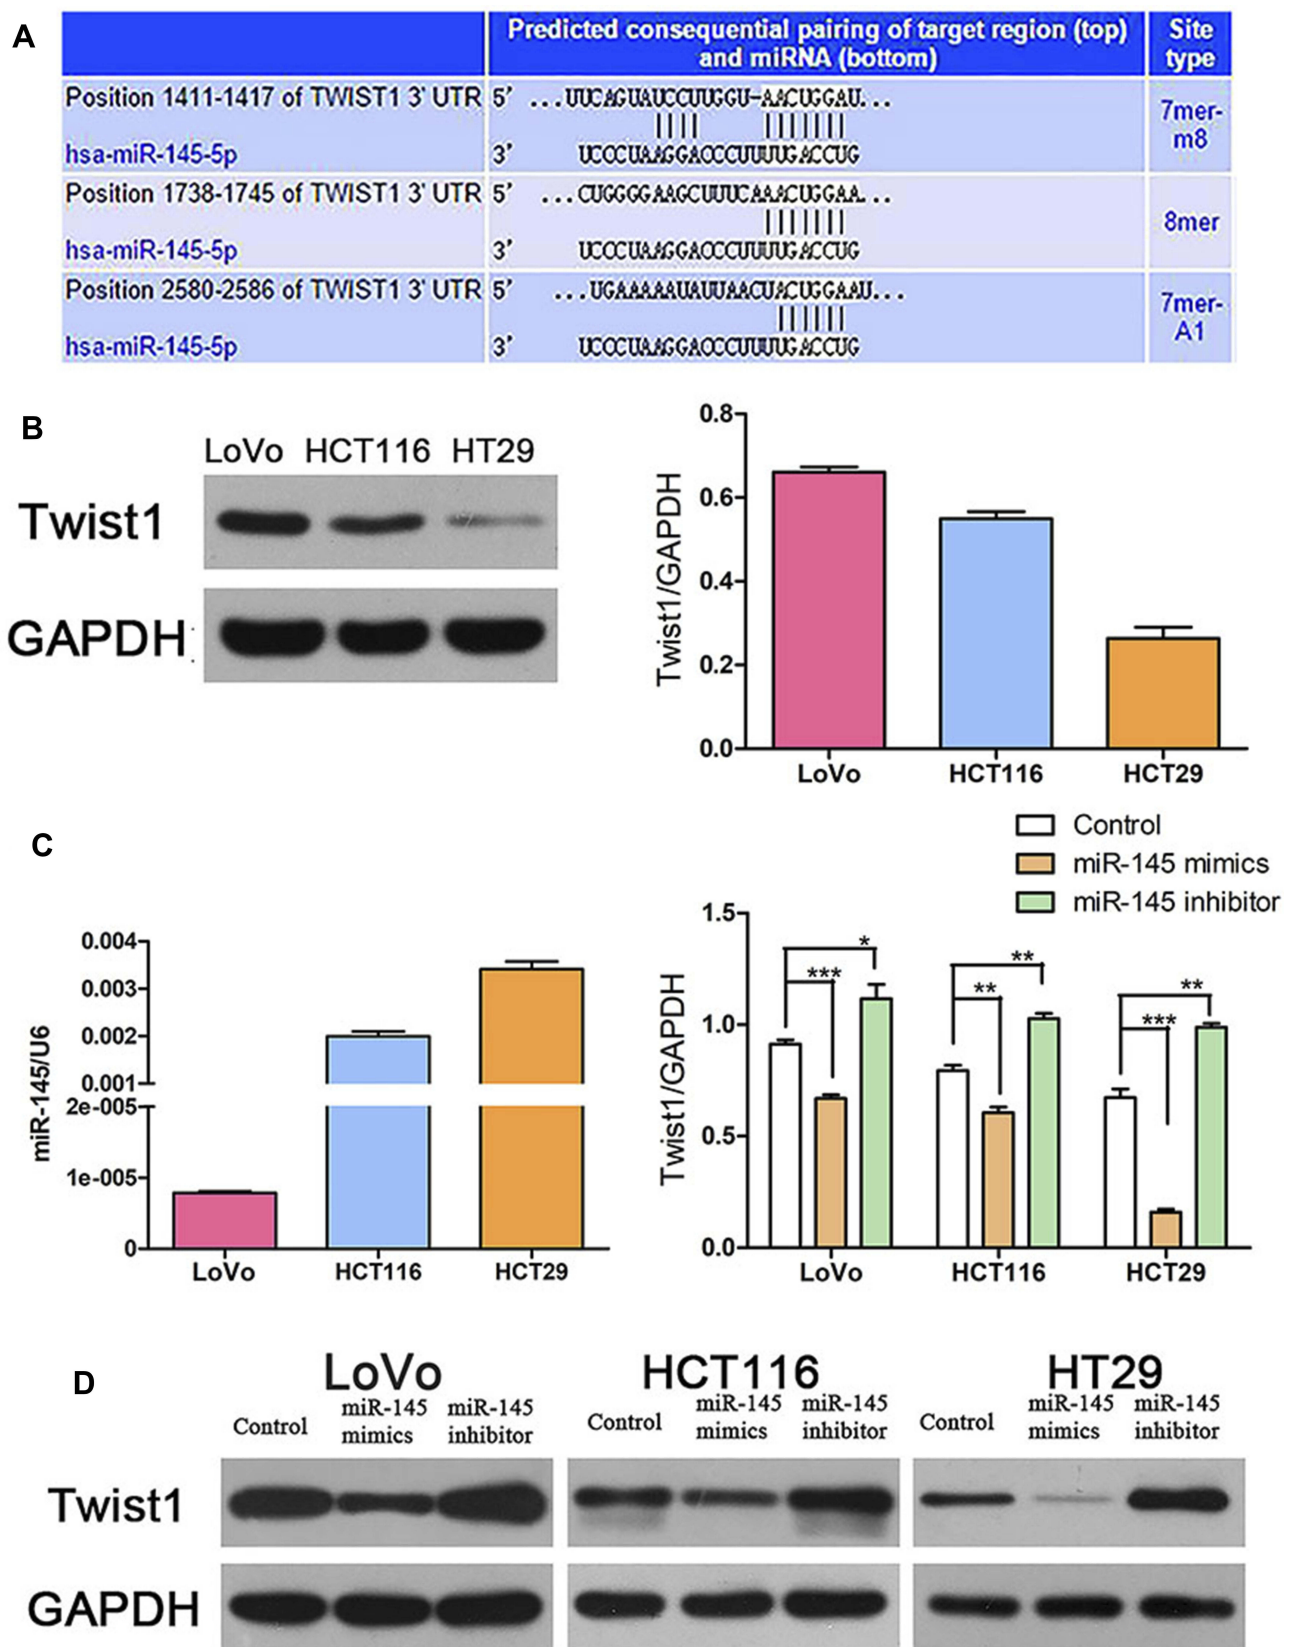 A
Predicted consequential pairing of target region (top)
and miRNA (bottom)
Site
type
Position 1411-1417 of TWIST1 3' UTR
5' ...UUCAGUAUCCUUGGU-AACUGGAU...
hsa-miR-145-5p
3' UCCCUAAGGACCCUUUUGACCUG
7mer-
m8
Position 1738-1745 of TWIST1 3' UTR
5' ...CUGGGGAAGCUUUCAAACUGGAA...
hsa-miR-145-5p
3' UCCCUAAGGACCCUUUUGACCUG
8mer
Position 2580-2586 of TWIST1 3' UTR
5' ...UGAAAAAUAUUAACUACUGGAAU...
hsa-miR-145-5p
3' UCCCUAAGGACCCUUUUGACCUG
7mer-
A1
B
LoVo HCT116 HT29
Twist1
GAPDH
Twist1/GAPDH
0.8
0.6
0.4
0.2
0.0
LoVo
HCT116
HCT29
C
miR-145/U6
0.004
0.003
0.002
0.001
2e-005
1e-005
0
LoVo
HCT116
HCT29
Control
miR-145 mimics
miR-145 inhibitor
Twist1/GAPDH
1.5
1.0
0.5
0.0
*
***
**
**
**
***
LoVo
HCT116
HCT29
D
LoVo
HCT116
HT29
Control
miR-145
mimics
miR-145
inhibitor
Control
miR-145
mimics
miR-145
inhibitor
Control
miR-145
mimics
miR-145
inhibitor
Twist1
GAPDH